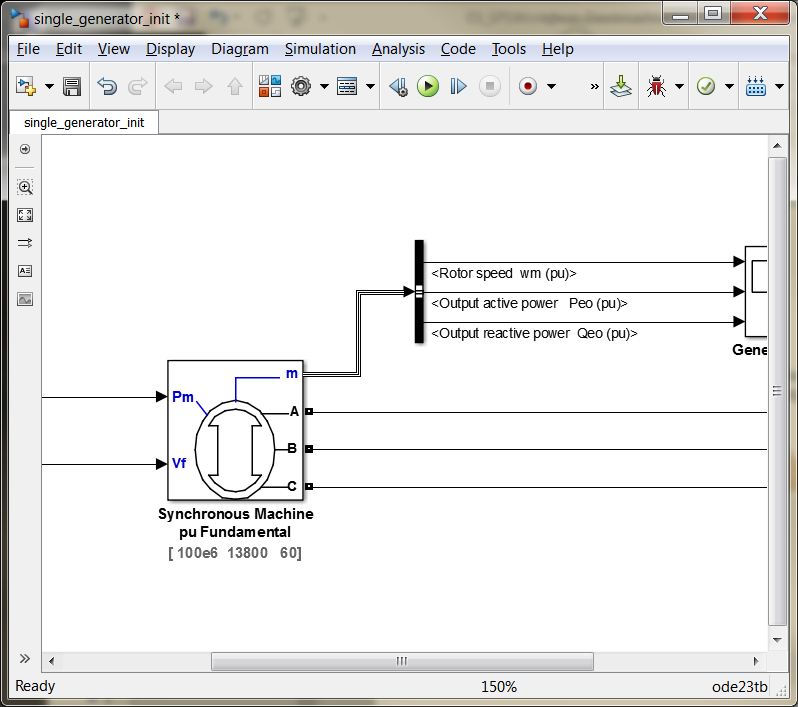 single_generator_init *
File Edit View Display Diagram Simulation Analysis Code Tools Help
»
single_generator_init
<Rotor speed wm (pu)>
<Output active power Peo (pu)>
<Output reactive power Qeo (pu)>
Gene
m
Pm
A
B
Vf
C
Synchronous Machine
pu Fundamental
[ 100e6 13800 60]
Ready 150% ode23tb